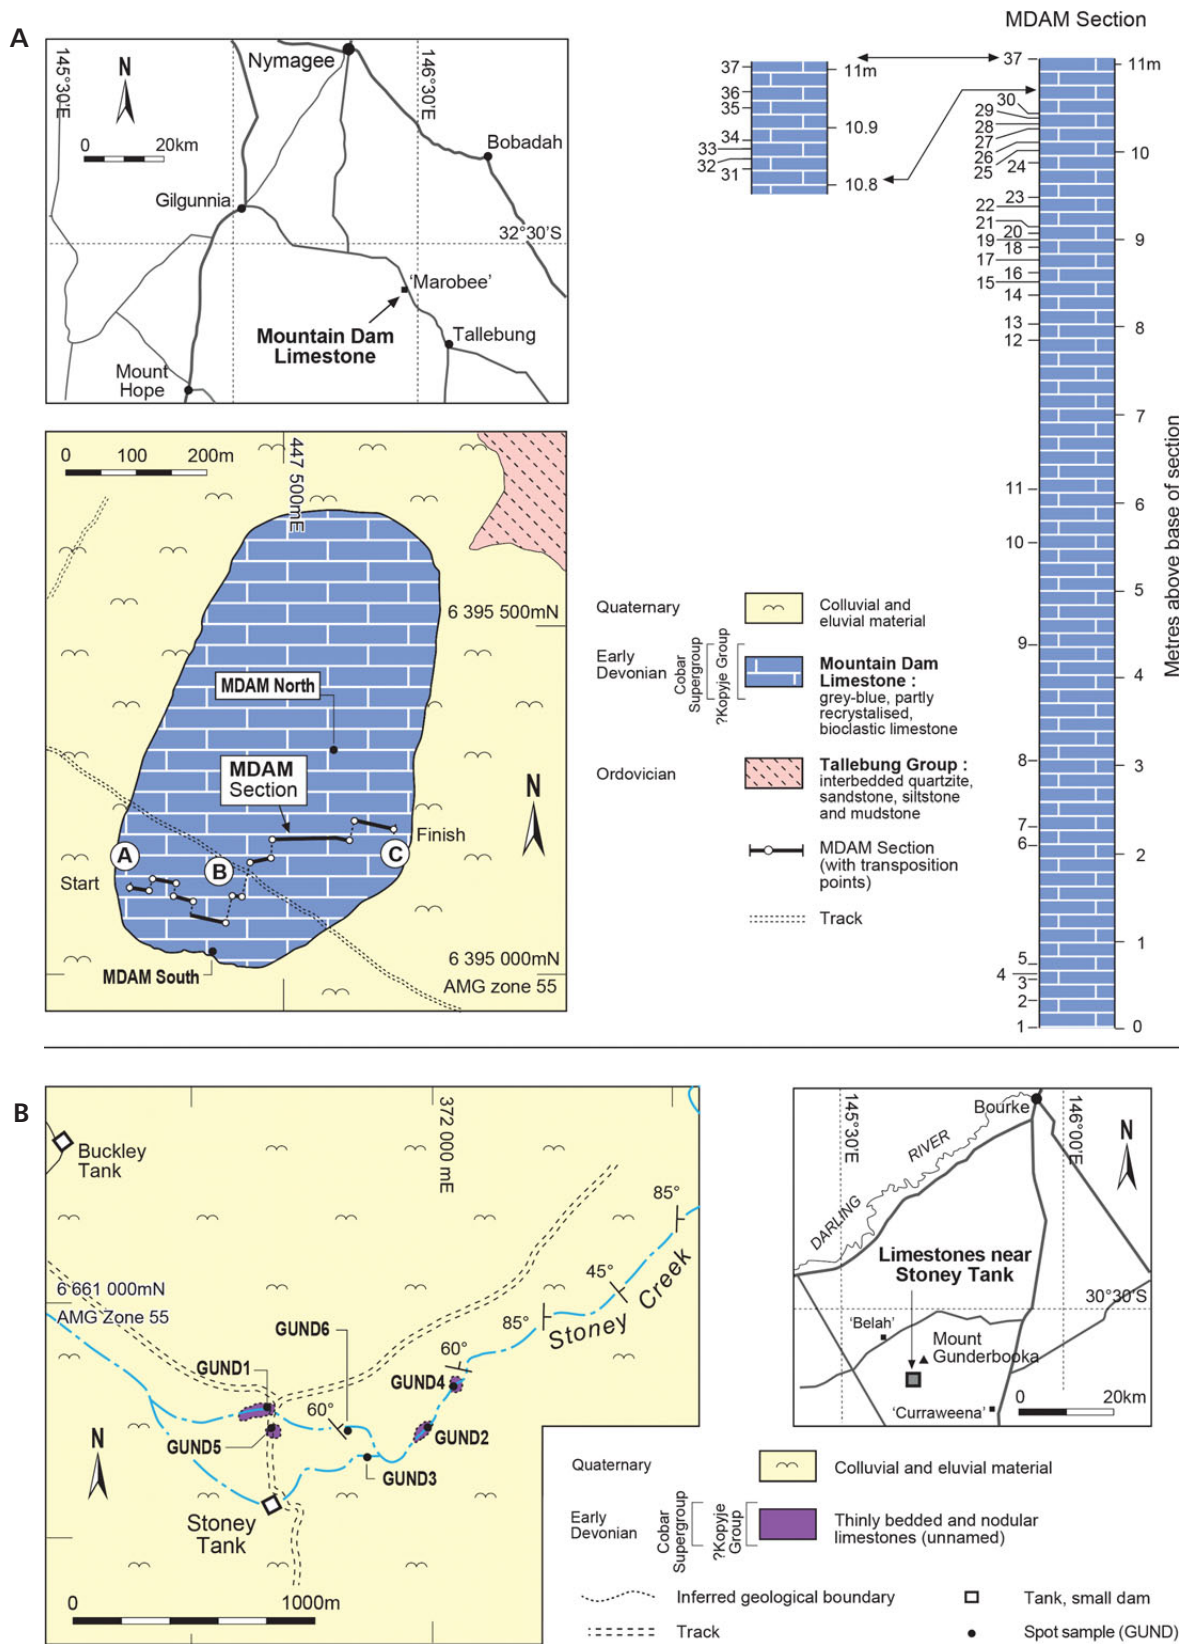 A
145°30'E
N
0 20km
Nymagee
146°30'E
Bobadah
Gilgunnia
32°30'S
'Marobee'
Mountain Dam
Limestone
Tallebung
Mount
Hope
MDAM Section
37
36
35
34
33
32
31
11m
10.9
10.8
37
30
29
28
27
26
25
24
23
22
21
20
19
18
17
16
15
14
13
12
11
10
9
8
7
6
5
4
3
2
1
11m
10
9
8
7
6
5
4
3
2
1
0
Metres above base of section
0 100 200m
447 500mE
6 395 500mN
MDAM North
MDAM
Section
N
A
B
C
Start
Finish
MDAM South
6 395 000mN
AMG zone 55
Quaternary
Colluvial and
eluvial material
Early
Devonian
Cobar
Supergroup
?Kopyje Group
Mountain Dam
Limestone :
grey-blue, partly
recrystalised,
bioclastic limestone
Ordovician
Tallebung Group :
interbedded quartzite,
sandstone, siltstone
and mudstone
MDAM Section
(with transposition
points)
Track
B
Buckley
Tank
372 000 mE
85°
45°
85°
60°
60°
Stoney Creek
6 661 000mN
AMG Zone 55
GUND6
GUND1
GUND4
GUND5
GUND2
GUND3
N
Stoney
Tank
0 1000m
145°30'E
Bourke
146°00'E
N
DARLING RIVER
Limestones near
Stoney Tank
30°30'S
'Belah'
Mount
Gunderbooka
0 20km
'Curraweena'
Quaternary
Colluvial and eluvial material
Early
Devonian
Cobar
Supergroup
?Kopyje
Group
Thinly bedded and nodular
limestones (unnamed)
Inferred geological boundary
Tank, small dam
Track
Spot sample (GUND)